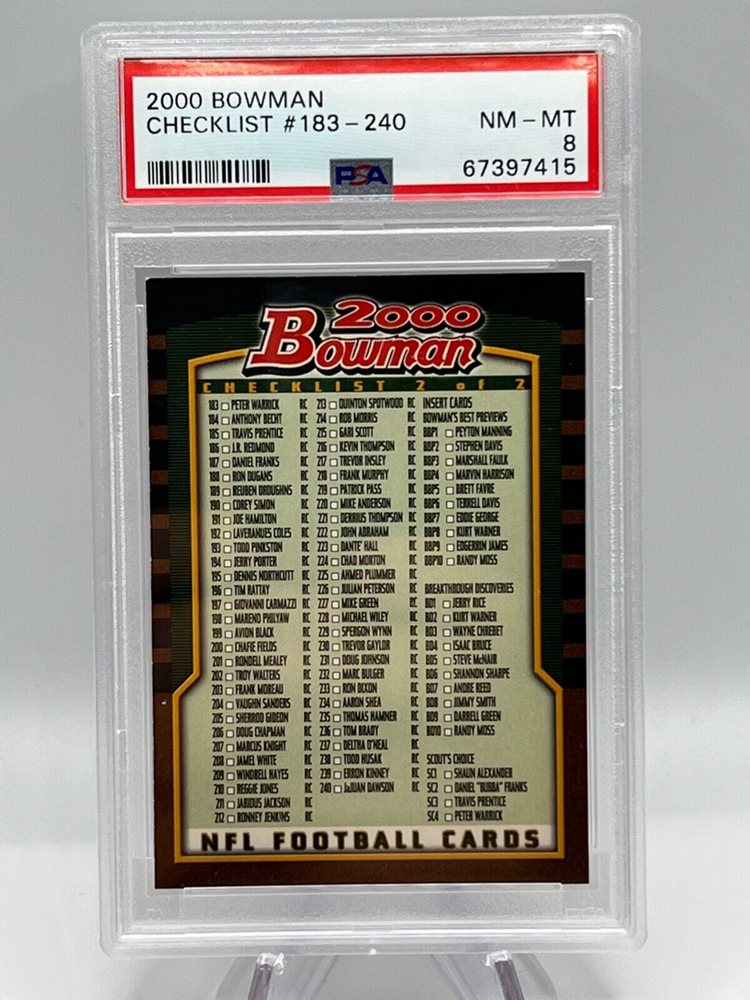 2000 BOWMAN
CHECKLIST #183-240
NM-MT
8
PSA
67397415
2000
Bowman
CHECKLIST 2 of 2
183 PETER WARRICK RC
184 ANTHONY BECHT RC
185 TRAVIS PRENTICE RC
186 J.R. REDMOND RC
187 DANIEL FRANKS RC
188 RON DUGANS RC
189 REUBEN DROUGHNS RC
190 COREY SIMON RC
191 JOE HAMILTON RC
192 LAVERANUES COLES RC
193 TODD PINKSTON RC
194 JERRY PORTER RC
195 DENNIS NORTHCUTT RC
196 TIM RATTAY RC
197 GIOVANNI CARMAZZI RC
198 MARENO PHILYAW RC
199 AVION BLACK RC
200 CHAFIE FIELDS RC
201 RONDELL MEALEY RC
202 TROY WALTERS RC
203 FRANK MOREAU RC
204 VAUGHN SANDERS RC
205 SHERROD GIDEON RC
206 DOUG CHAPMAN RC
207 MARCUS KNIGHT RC
208 JAMEL WHITE RC
209 WINDRELL HAYES RC
210 REGGIE JONES RC
211 JARIOUS JACKSON RC
212 RONNEY JENKINS RC
213 QUINTON SPOTWOOD RC
214 ROB MORRIS RC
215 GARI SCOTT RC
216 KEVIN THOMPSON RC
217 TREVOR INSLEY RC
218 FRANK MURPHY RC
219 PATRICK PASS RC
220 MIKE ANDERSON RC
221 DERRIUS THOMPSON RC
222 JOHN ABRAHAM RC
223 DANTE' HALL RC
224 CHAD MORTON RC
225 AHMED PLUMMER RC
226 JULIAN PETERSON RC
227 MIKE GREEN RC
228 MICHAEL WILEY RC
229 SPERGON WYNN RC
230 TREVOR GAYLOR RC
231 DOUG JOHNSON RC
232 MARC BULGER RC
233 RON DIXON RC
234 AARON SHEA RC
235 THOMAS HAMNER RC
236 TOM BRADY RC
237 DELTHA O'NEAL RC
238 TODD HUSAK RC
239 ERRON KINNEY RC
240 JaJUAN DAWSON RC
INSERT CARDS
BOWMAN'S BEST PREVIEWS
BBP1 PEYTON MANNING
BBP2 STEPHEN DAVIS
BBP3 MARSHALL FAULK
BBP4 MARVIN HARRISON
BBP5 BRETT FAVRE
BBP6 TERRELL DAVIS
BBP7 EDDIE GEORGE
BBP8 KURT WARNER
BBP9 EDGERRIN JAMES
BBP10 RANDY MOSS
BREAKTHROUGH DISCOVERIES
BD1 JERRY RICE
BD2 KURT WARNER
BD3 WAYNE CHREBET
BD4 ISAAC BRUCE
BD5 STEVE McNAIR
BD6 SHANNON SHARPE
BD7 ANDRE REED
BD8 JIMMY SMITH
BD9 DARRELL GREEN
BD10 RANDY MOSS
SCOUT'S CHOICE
SC1 SHAUN ALEXANDER
SC2 DANIEL "BUBBA" FRANKS
SC3 TRAVIS PRENTICE
SC4 PETER WARRICK
NFL FOOTBALL CARDS